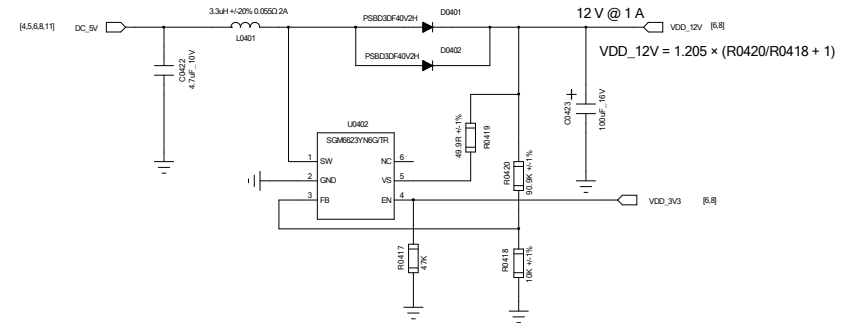 3.3uH +/-20% 0.055Ω 2A
L0401
PSBD3DF40V2H
D0401
12 V @ 1 A
[4,5,6,8,11]
DC_5V
VDD_12V
[6,8]
PSBD3DF40V2H
D0402
VDD_12V = 1.205 × (R0420/R0418 + 1)
C0422
4.7uF_10V
C0423
100uF_16V
+
U0402
SGM6623YN6G/TR
49.9R +/-1%
R0419
1
SW
NC
6
2
GND
VS
5
3
FB
EN
4
R0420
90.9K +/-1%
VDD_3V3
[6,8]
R0417
47K
R0418
10K +/-1%